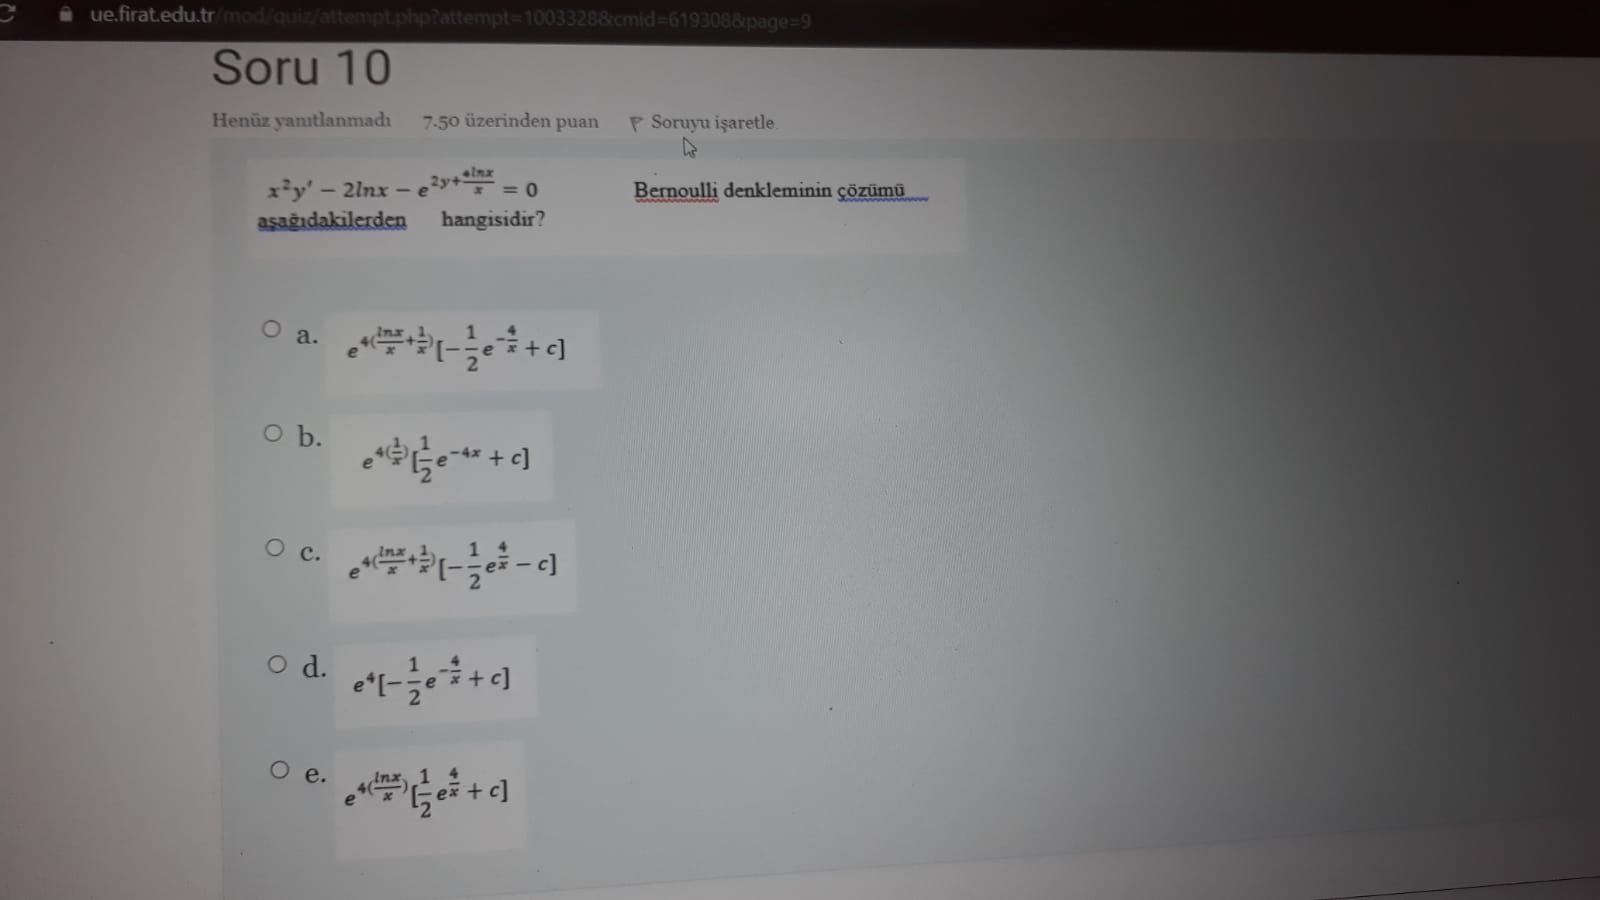 ue.firat.edu.tr/mod/quiz/attempt.php?attempt=1003328&cmid=619308&page=9
Soru 10
Henüz yanıtlanmadı 7.50 üzerinden puan Soruyu işaretle
x²y' − 2lnx − e^{2y+\frac{4lnx}{x}} = 0 Bernoulli denkleminin çözümü
aşağıdakilerden hangisidir?
a. e^{4(\frac{lnx}{x}+\frac{1}{x})}[−\frac{1}{2}e^{−\frac{4}{x}} + c]
b. e^{4(\frac{1}{x})}[\frac{1}{2}e^{−4x} + c]
c. e^{4(\frac{lnx}{x}+\frac{1}{x})}[−\frac{1}{2}e^{\frac{4}{x}} − c]
d. e^{4}[−\frac{1}{2}e^{−\frac{4}{x}} + c]
e. e^{4(\frac{lnx}{x})}[\frac{1}{2}e^{\frac{4}{x}} + c]